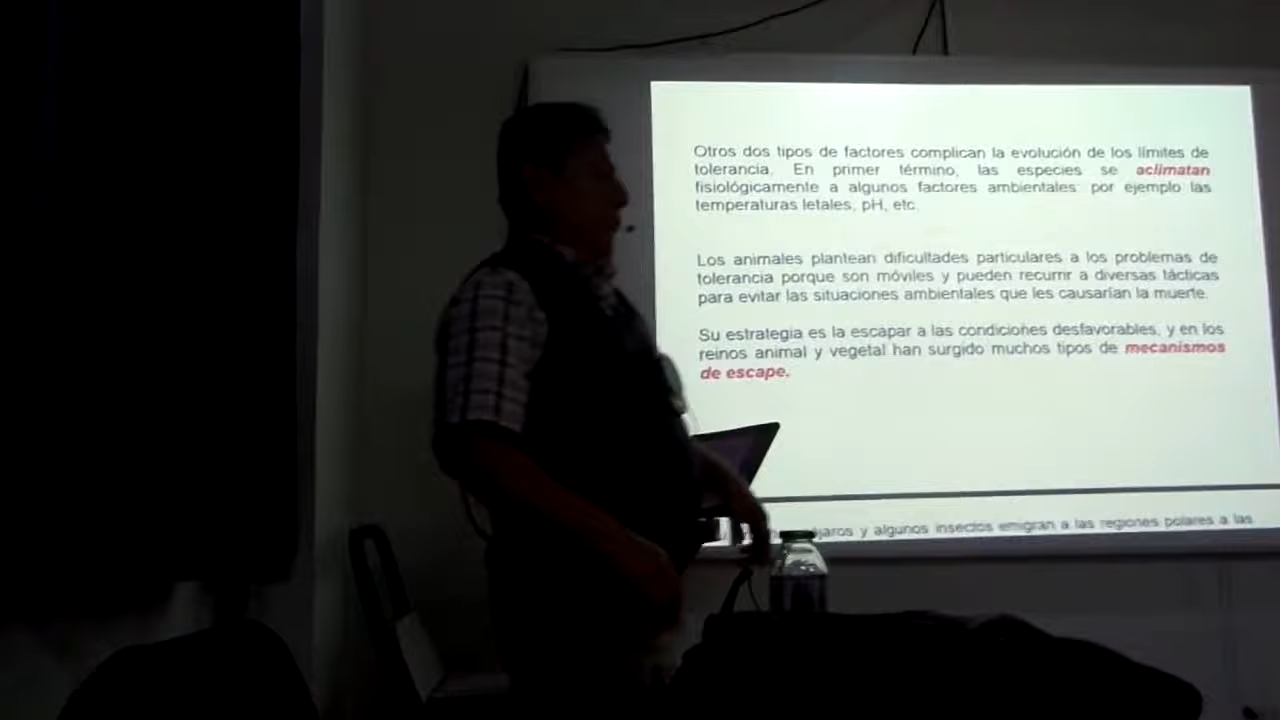 Otros dos tipos de factores complican la evolución de los límites de
tolerancia. En primer término, las especies se aclimatan
fisiológicamente a algunos factores ambientales: por ejemplo las
temperaturas letales, pH, etc.
Los animales plantean dificultades particulares a los problemas de
tolerancia porque son móviles y pueden recurrir a diversas tácticas
para evitar las situaciones ambientales que les causarían la muerte.
Su estrategia es la escapar a las condiciones desfavorables, y en los
reinos animal y vegetal han surgido muchos tipos de mecanismos
de escape.
y algunos insectos emigran a las regiones polares a las